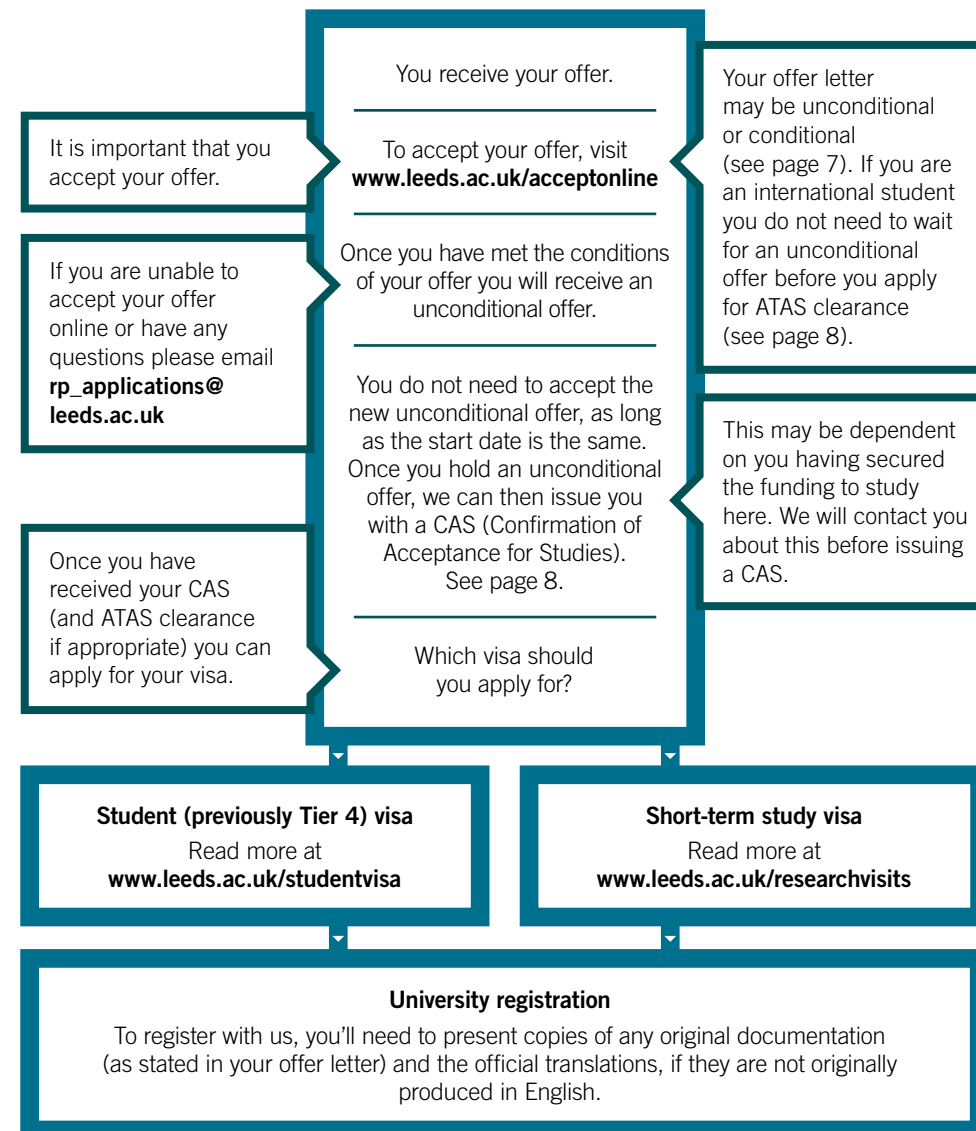 You receive your offer.
It is important that you
accept your offer.
To accept your offer, visit
www.leeds.ac.uk/acceptonline
Your offer letter
may be unconditional
or conditional
(see page 7). If you are
an international student
you do not need to wait
for an unconditional
offer before you apply
for ATAS clearance
(see page 8).
If you are unable to
accept your offer
online or have any
questions please email
rp_applications@
leeds.ac.uk
Once you have met the conditions
of your offer you will receive an
unconditional offer.
You do not need to accept the
new unconditional offer, as long
as the start date is the same.
Once you hold an unconditional
offer, we can then issue you
with a CAS (Confirmation of
Acceptance for Studies).
See page 8.
This may be dependent
on you having secured
the funding to study
here. We will contact you
about this before issuing
a CAS.
Once you have
received your CAS
(and ATAS clearance
if appropriate) you can
apply for your visa.
Which visa should
you apply for?
Student (previously Tier 4) visa
Read more at
www.leeds.ac.uk/studentvisa
Short-term study visa
Read more at
www.leeds.ac.uk/researchvisits
University registration
To register with us, you’ll need to present copies of any original documentation
(as stated in your offer letter) and the official translations, if they are not originally
produced in English.